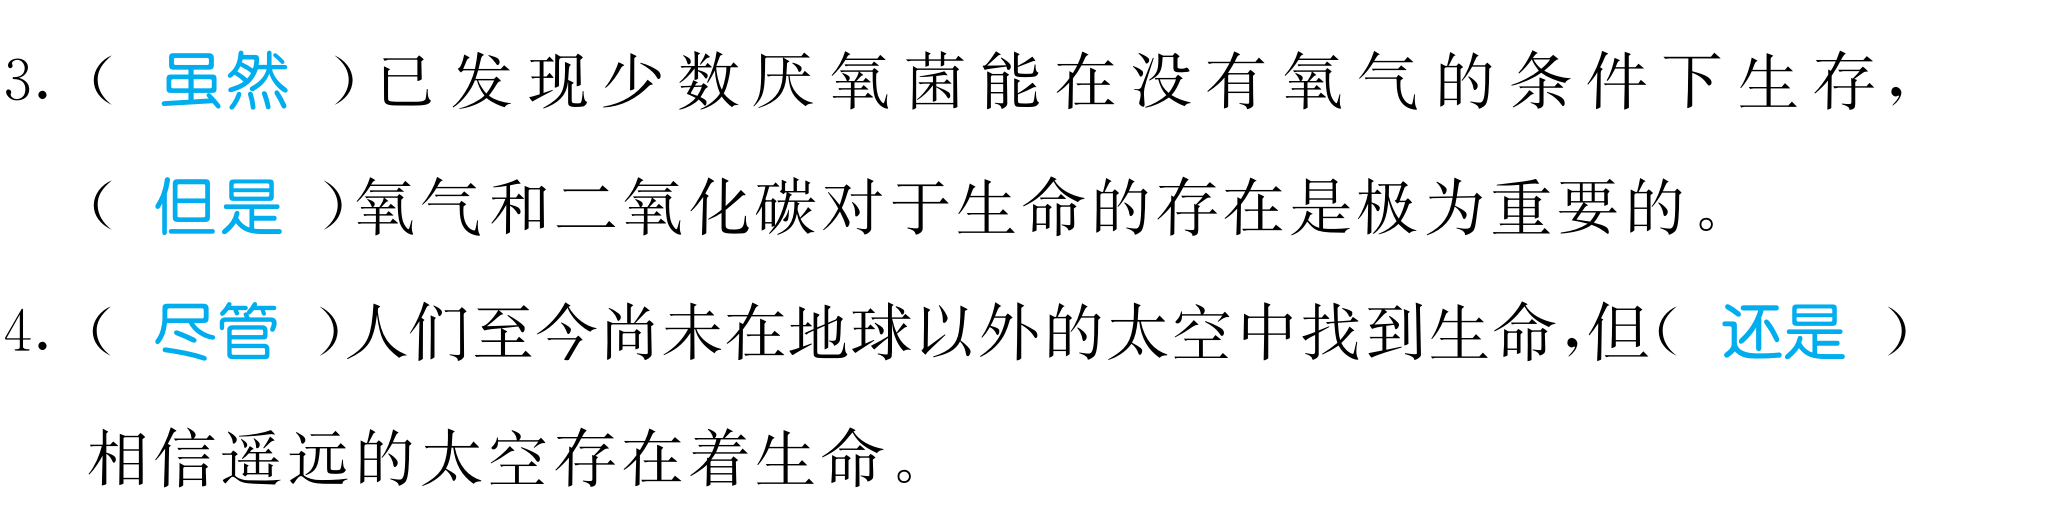 3. （ 虽然 ）已发现少数厌氧菌能在没有氧气的条件下生存，
（ 但是 ）氧气和二氧化碳对于生命的存在是极为重要的。
4. （ 尽管 ）人们至今尚未在地球以外的太空中找到生命，但（ 还是 ）
相信遥远的太空存在着生命。